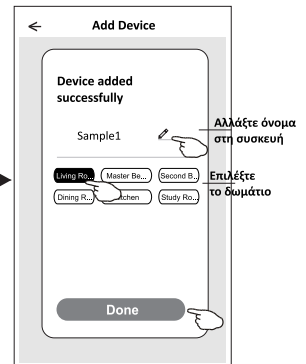 Add Device
Device added
successfully
Sample1
Αλλάξτε όνομα
στη συσκευή
Living Ro... Master Be... Second B..
Επιλέξτε
το δωμάτιο
Dining R... tchen Study Ro...
Done